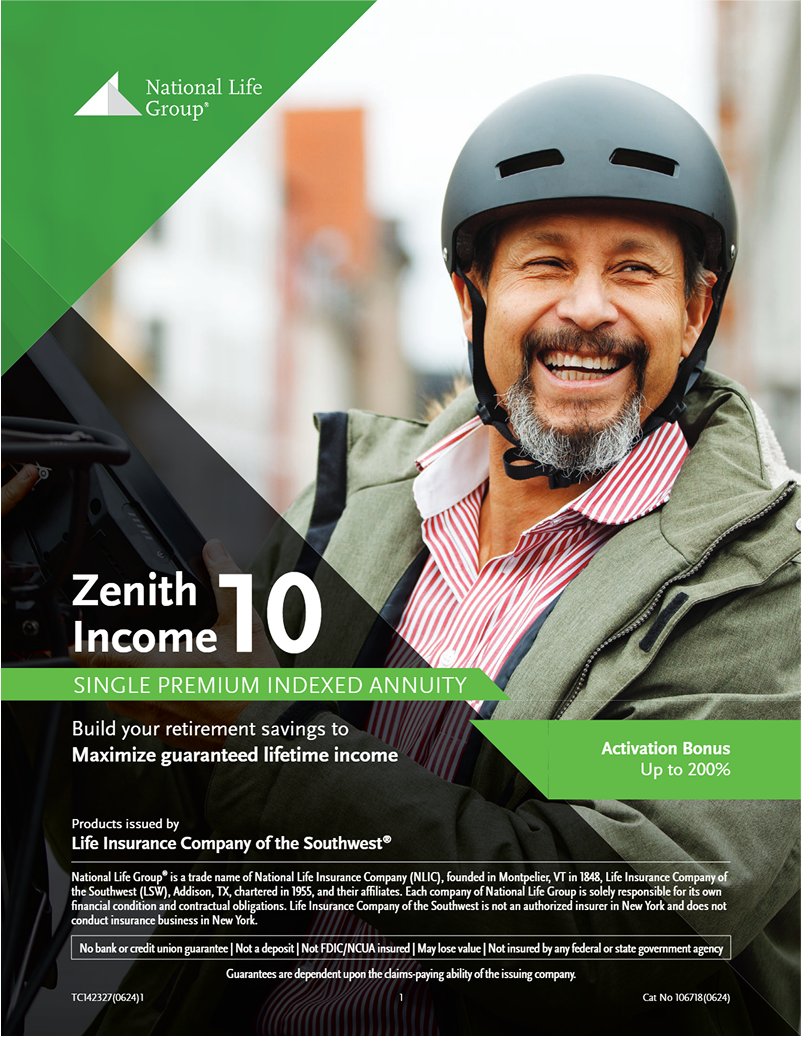 National Life
Group®
Zenith
Income 10
SINGLE PREMIUM INDEXED ANNUITY
Build your retirement savings to
Maximize guaranteed lifetime income
Activation Bonus
Up to 200%
Products issued by
Life Insurance Company of the Southwest®
National Life Group® is a trade name of National Life Insurance Company (NLIC), founded in Montpelier, VT in 1848, Life Insurance Company of
the Southwest (LSW), Addison, TX, chartered in 1955, and their affiliates. Each company of National Life Group is solely responsible for its own
financial condition and contractual obligations. Life Insurance Company of the Southwest is not an authorized insurer in New York and does not
conduct insurance business in New York.
No bank or credit union guarantee | Not a deposit | Not FDIC/NCUA insured | May lose value | Not insured by any federal or state government agency
Guarantees are dependent upon the claims-paying ability of the issuing company.
TC142327(0624)1
1
Cat No 106718(0624)